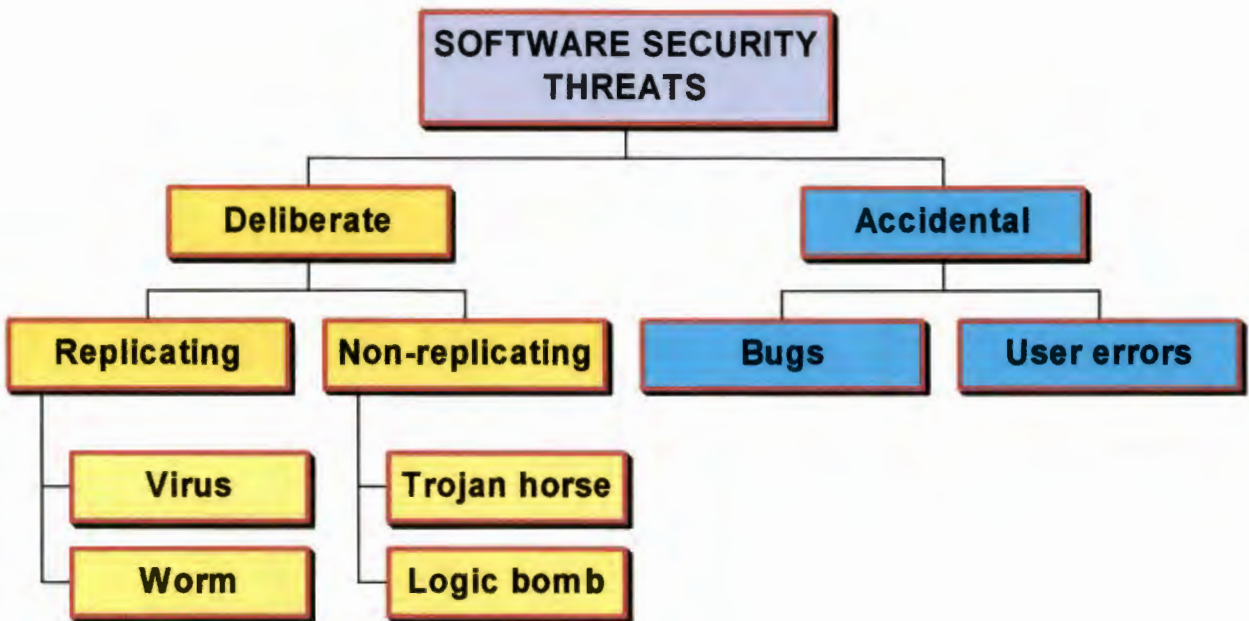 SOFTWARE SECURITY
THREATS
Deliberate
Accidental
Replicating
Non-replicating
Bugs
User errors
Virus
Trojan horse
Worm
Logic bomb